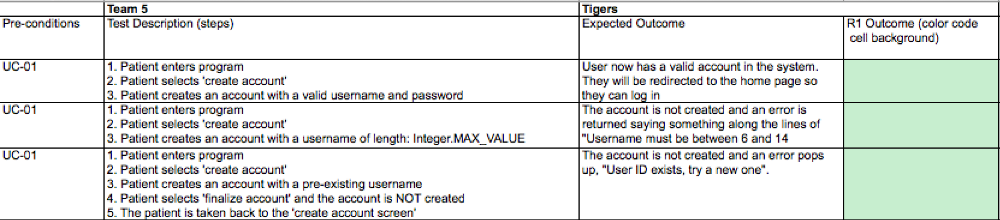 Team 5
Tigers
Pre-conditions
Test Description (steps)
Expected Outcome
R1 Outcome (color code
cell background)
UC-01
1. Patient enters program
2. Patient selects 'create account'
3. Patient creates an account with a valid username and password
User now has a valid account in the system.
They will be redirected to the home page so
they can log in
UC-01
1. Patient enters program
2. Patient selects 'create account'
3. Patient creates an account with a username of length: Integer.MAX_VALUE
The account is not created and an error is
returned saying something along the lines of
"Username must be between 6 and 14
UC-01
1. Patient enters program
2. Patient selects 'create account'
3. Patient creates an account with a pre-existing username
4. Patient selects 'finalize account' and the account is NOT created
5. The patient is taken back to the 'create account screen'
The account is not created and an error pops
up, "User ID exists, try a new one".